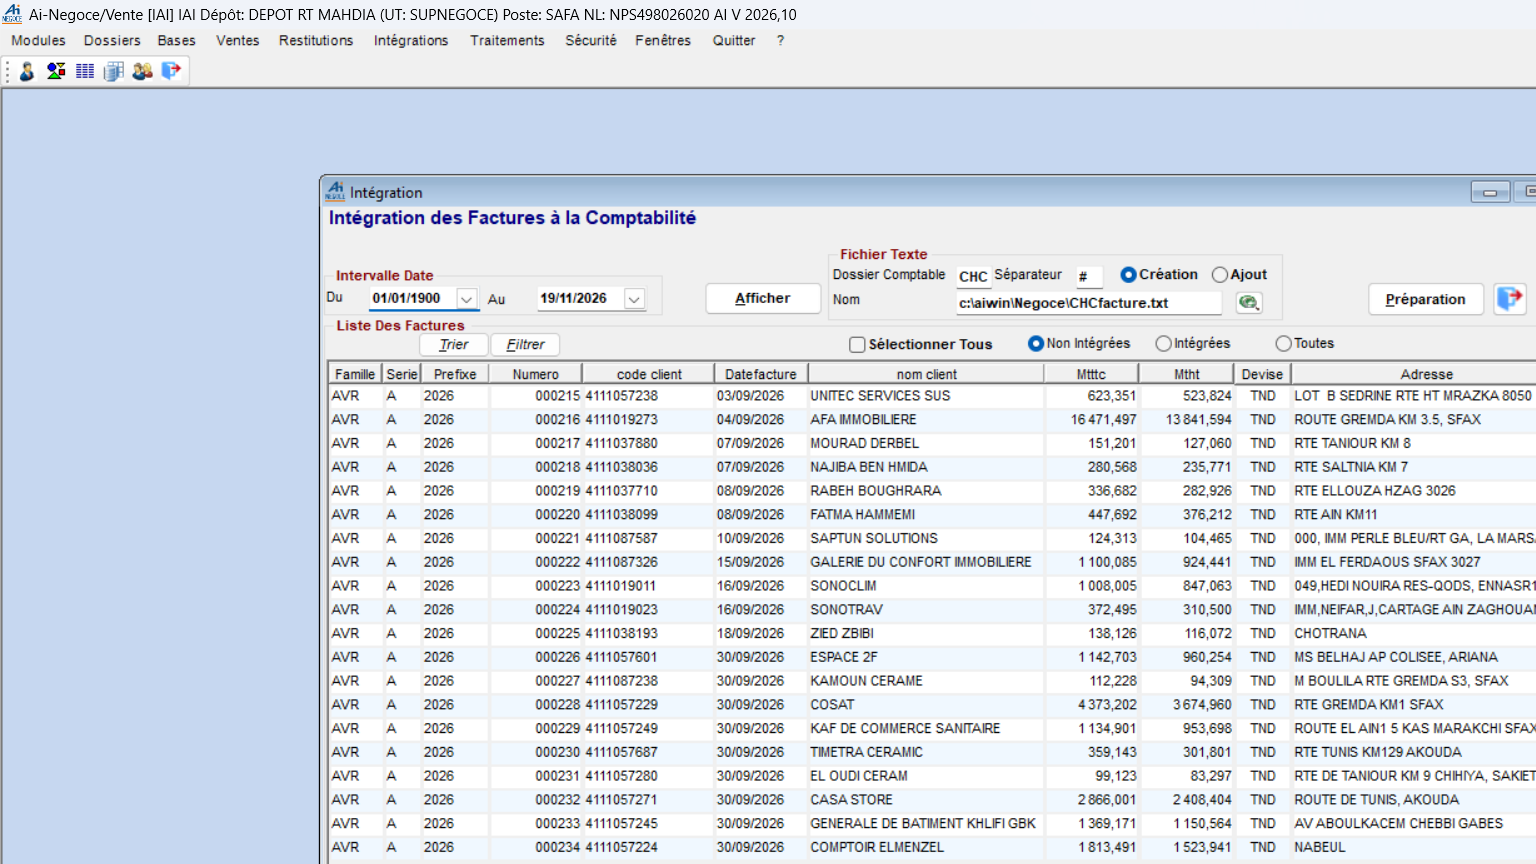 Ai-Negoce/Vente [IAI] IAI Dépôt: DEPOT RT MAHDIA (UT: SUPNEGOCE) Poste: SAFA NL: NPS498026020 AI V 2026,10
Modules Dossiers Bases Ventes Restitutions Intégrations Traitements Sécurité Fenêtres Quitter ?
Intégration
Intégration des Factures à la Comptabilité
Fichier Texte
Intervalle Date
Dossier Comptable CHC Séparateur # Création Ajout
Du 01/01/1900 Au 19/11/2026 Afficher Nom c:\aiwin\Negoce\CHCfacture.txt Préparation
Liste Des Factures
Trier Filtrer Sélectionner Tous Non Intégrées Intégrées Toutes
Famille Serie Prefixe Numero code client Datefacture nom client Mtttc Mtht Devise Adresse
AVR A 2026 000215 4111057238 03/09/2026 UNITEC SERVICES SUS 623,351 523,824 TND LOT B SEDRINE RTE HT MRAZKA 8050
AVR A 2026 000216 4111019273 04/09/2026 AFA IMMOBILIERE 16 471,497 13 841,594 TND ROUTE GREMDA KM 3.5, SFAX
AVR A 2026 000217 4111037880 07/09/2026 MOURAD DERBEL 151,201 127,060 TND RTE TANIOUR KM 8
AVR A 2026 000218 4111038036 07/09/2026 NAJIBA BEN HMIDA 280,568 235,771 TND RTE SALTNIA KM 7
AVR A 2026 000219 4111037710 08/09/2026 RABEH BOUGHRARA 336,682 282,926 TND RTE ELLOUZA HZAG 3026
AVR A 2026 000220 4111038099 08/09/2026 FATMA HAMMEMI 447,692 376,212 TND RTE AIN KM11
AVR A 2026 000221 4111087587 10/09/2026 SAPTUN SOLUTIONS 124,313 104,465 TND 000, IMM PERLE BLEU/RT GA, LA MARSA
AVR A 2026 000222 4111087326 15/09/2026 GALERIE DU CONFORT IMMOBILIERE 1 100,085 924,441 TND IMM EL FERDAOUS SFAX 3027
AVR A 2026 000223 4111019011 16/09/2026 SONOCLIM 1 008,005 847,063 TND 049,HEDI NOUIRA RES-QODS, ENNASR1
AVR A 2026 000224 4111019023 16/09/2026 SONOTRAV 372,495 310,500 TND IMM,NEIFAR,J,CARTAGE AIN ZAGHOUAN
AVR A 2026 000225 4111038193 18/09/2026 ZIED ZBIBI 138,126 116,072 TND CHOTRANA
AVR A 2026 000226 4111057601 30/09/2026 ESPACE 2F 1 142,703 960,254 TND MS BELHAJ AP COLISEE, ARIANA
AVR A 2026 000227 4111087238 30/09/2026 KAMOUN CERAME 112,228 94,309 TND M BOULILA RTE GREMDA S3, SFAX
AVR A 2026 000228 4111057229 30/09/2026 COSAT 4 373,202 3 674,960 TND RTE GREMDA KM1 SFAX
AVR A 2026 000229 4111057249 30/09/2026 KAF DE COMMERCE SANITAIRE 1 134,901 953,698 TND ROUTE EL AIN1 5 KAS MARAKCHI SFAX
AVR A 2026 000230 4111057687 30/09/2026 TIMETRA CERAMIC 359,143 301,801 TND RTE TUNIS KM129 AKOUDA
AVR A 2026 000231 4111057280 30/09/2026 EL OUDI CERAM 99,123 83,297 TND RTE DE TANIOUR KM 9 CHIHIYA, SAKIET
AVR A 2026 000232 4111057271 30/09/2026 CASA STORE 2 866,001 2 408,404 TND ROUTE DE TUNIS, AKOUDA
AVR A 2026 000233 4111057245 30/09/2026 GENERALE DE BATIMENT KHLIFI GBK 1 369,171 1 150,564 TND AV ABOULKACEM CHEBBI GABES
AVR A 2026 000234 4111057224 30/09/2026 COMPTOIR ELMENZEL 1 813,491 1 523,941 TND NABEUL